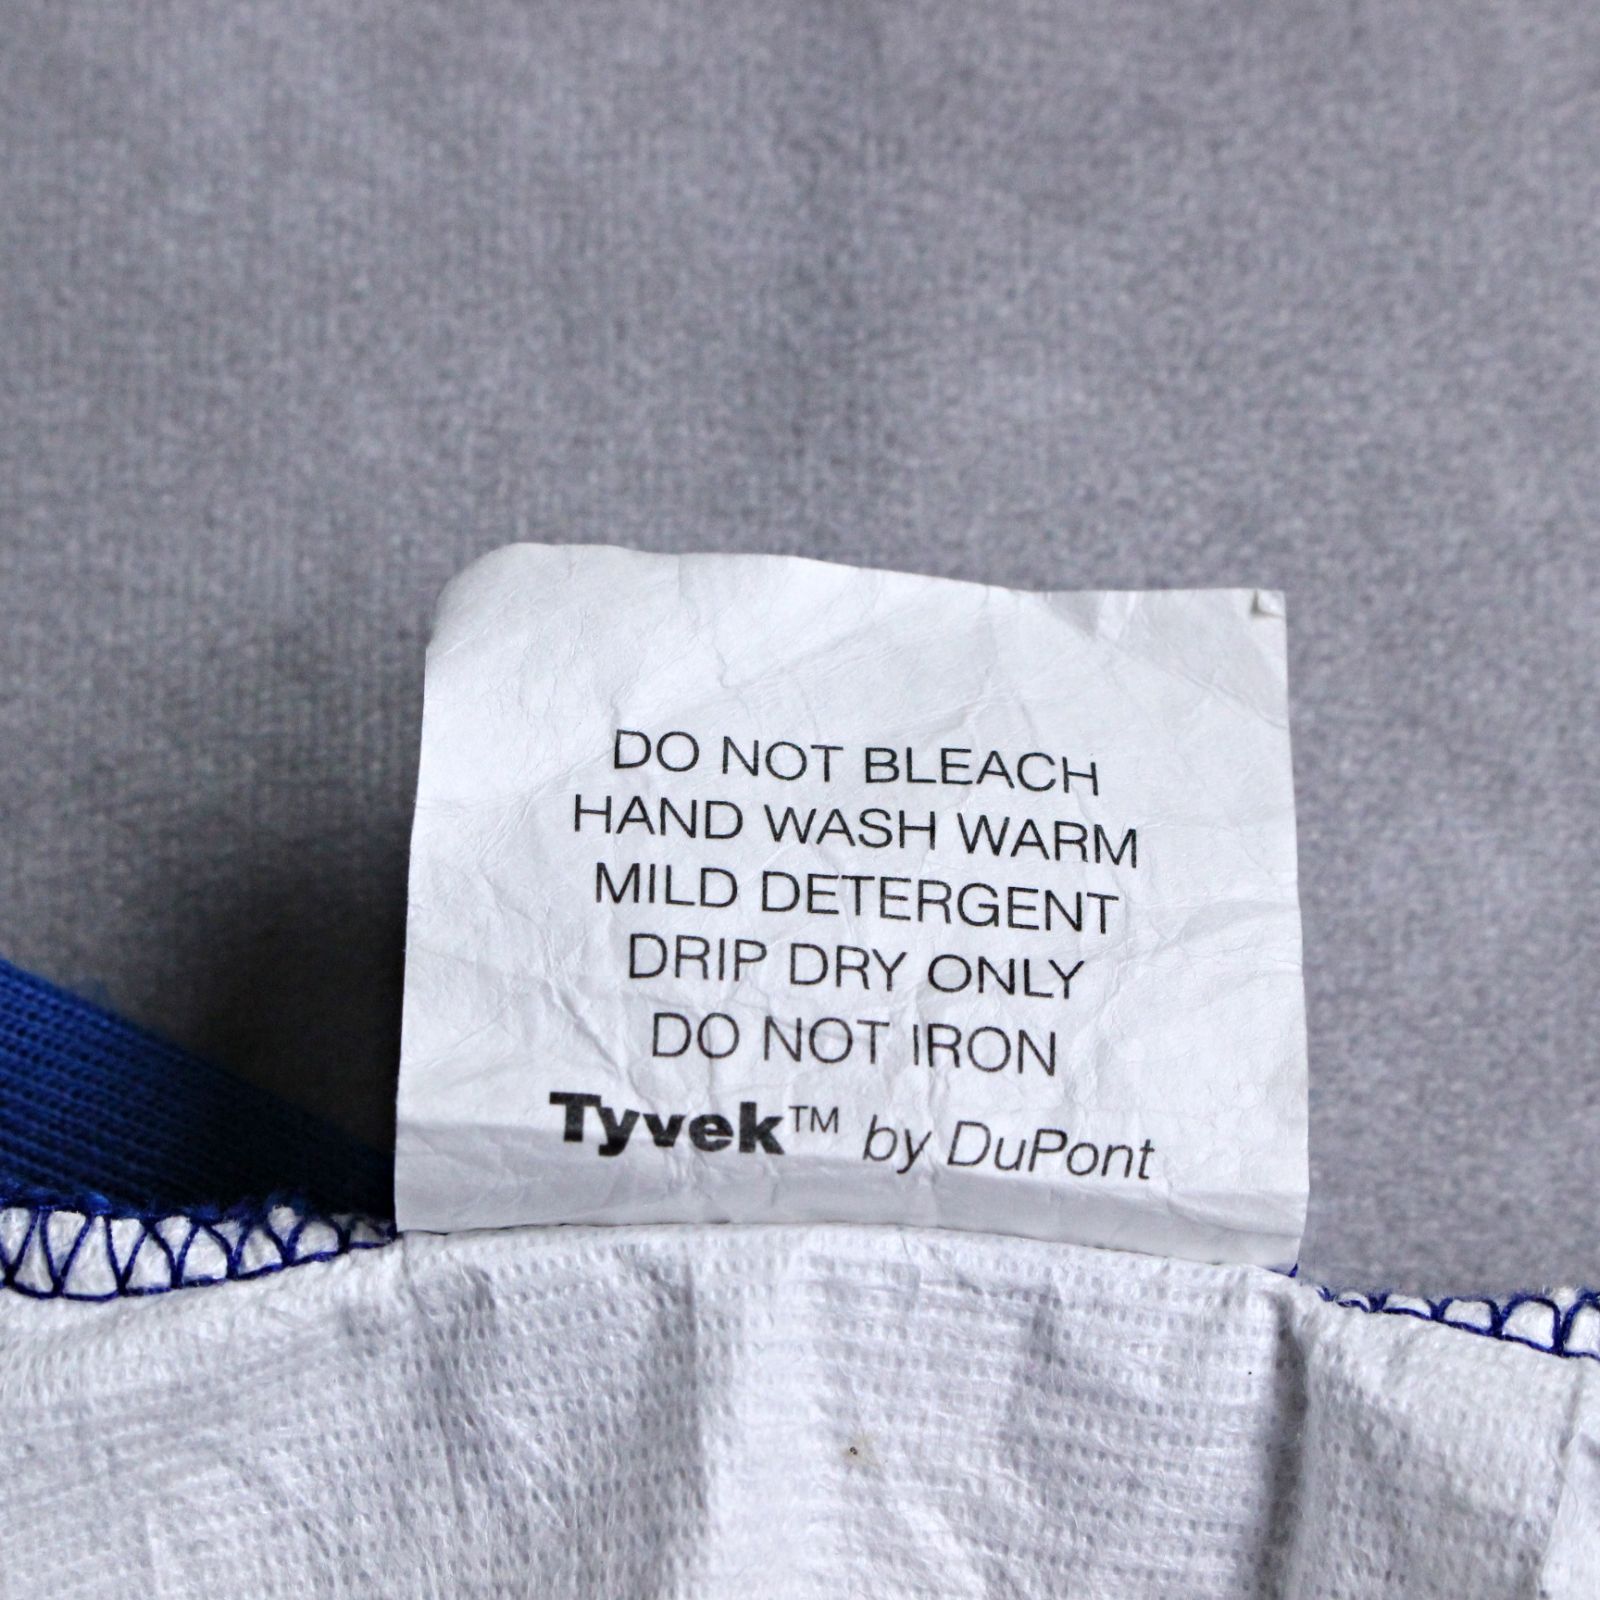 DO NOT BLEACH
HAND WASH WARM
MILD DETERGENT
DRIP DRY ONLY
DO NOT IRON
Tyvek™ by DuPont